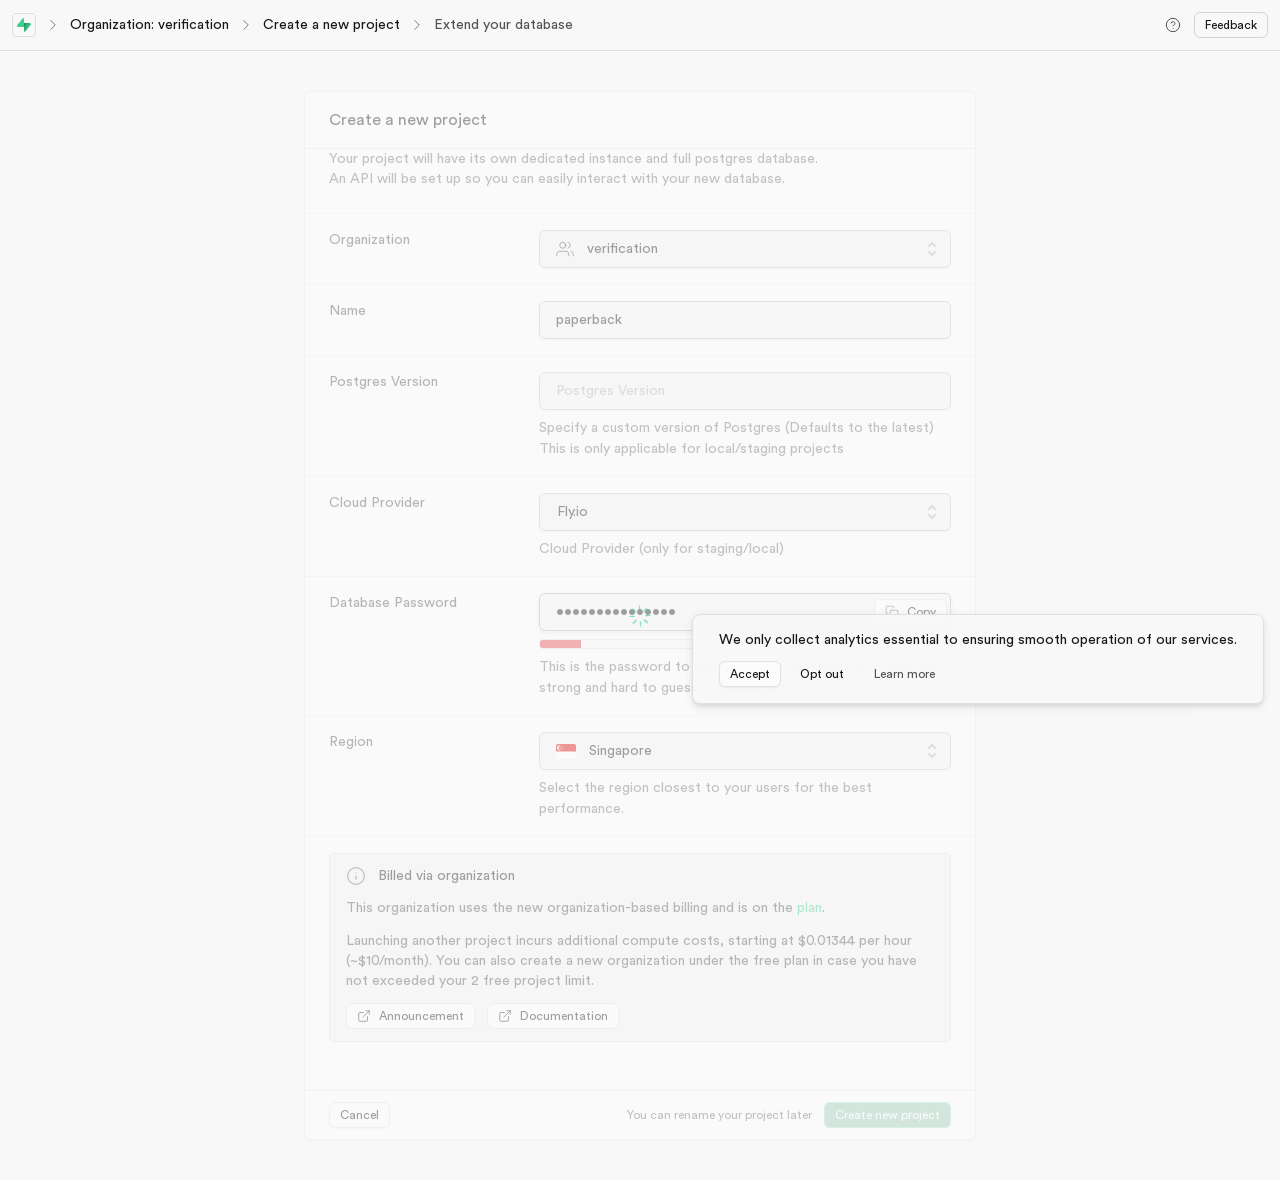 Organization: verification
Create a new project
Extend your database
Feedback
Create a new project
Your project will have its own dedicated instance and full postgres database.
An API will be set up so you can easily interact with your new database.
Organization
verification
Name
paperback
Postgres Version
Postgres Version
Specify a custom version of Postgres (Defaults to the latest)
This is only applicable for local/staging projects
Cloud Provider
Fly.io
Cloud Provider (only for staging/local)
Database Password
Copy
This is the password to
strong and hard to gues
We only collect analytics essential to ensuring smooth operation of our services.
Accept
Opt out
Learn more
Region
Singapore
Select the region closest to your users for the best
performance.
Billed via organization
This organization uses the new organization-based billing and is on the plan.
Launching another project incurs additional compute costs, starting at $0.01344 per hour
(~$10/month). You can also create a new organization under the free plan in case you have
not exceeded your 2 free project limit.
Announcement
Documentation
Cancel
You can rename your project later
Create new project